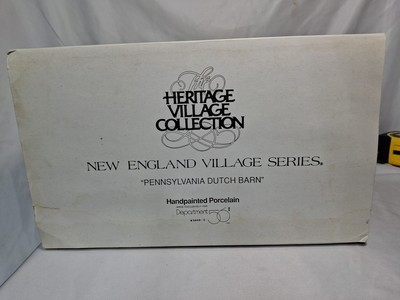 The
HERITAGE
VILLAGE
COLLECTION
NEW ENGLAND VILLAGE SERIES®
"PENNSYLVANIA DUTCH BARN"
Handpainted Porcelain
Department 56